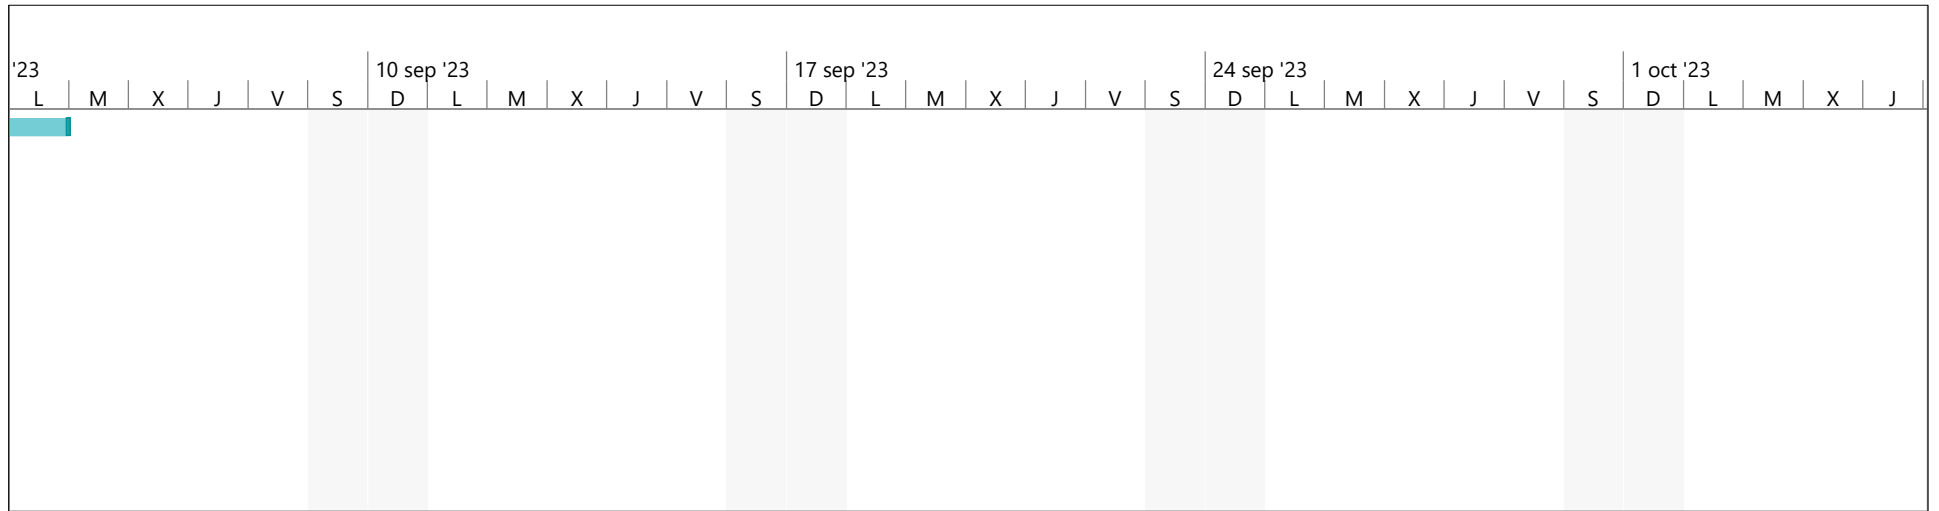 '23 10 sep '23 17 sep '23 24 sep '23 1 oct '23
L M X J V S D L M X J V S D L M X J V S D L M X J V S D L M X J